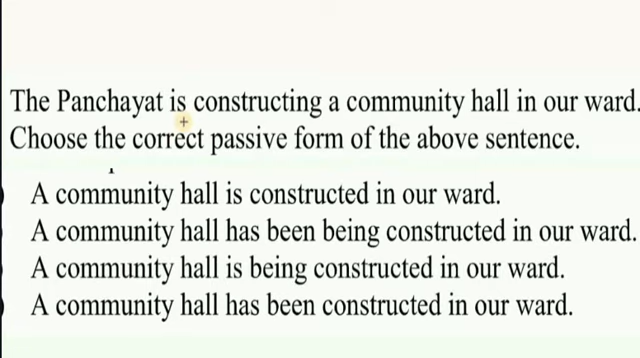 The Panchayat is constructing a community hall in our ward.
Choose the correct passive form of the above sentence.
A community hall is constructed in our ward.
A community hall has been being constructed in our ward.
A community hall is being constructed in our ward.
A community hall has been constructed in our ward.